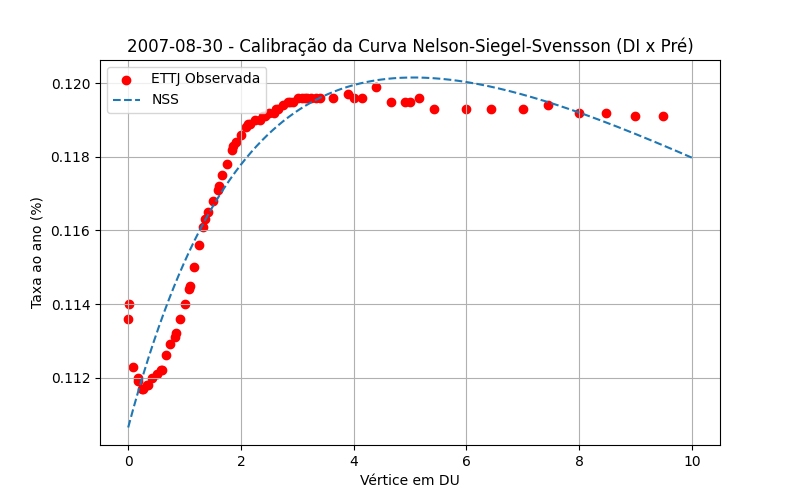 2007-08-30 - Calibração da Curva Nelson-Siegel-Svensson (DI x Pré)
ETTJ Observada
NSS
Taxa ao ano (%)
0.120
0.118
0.116
0.114
0.112
0
2
4
6
8
10
Vértice em DU